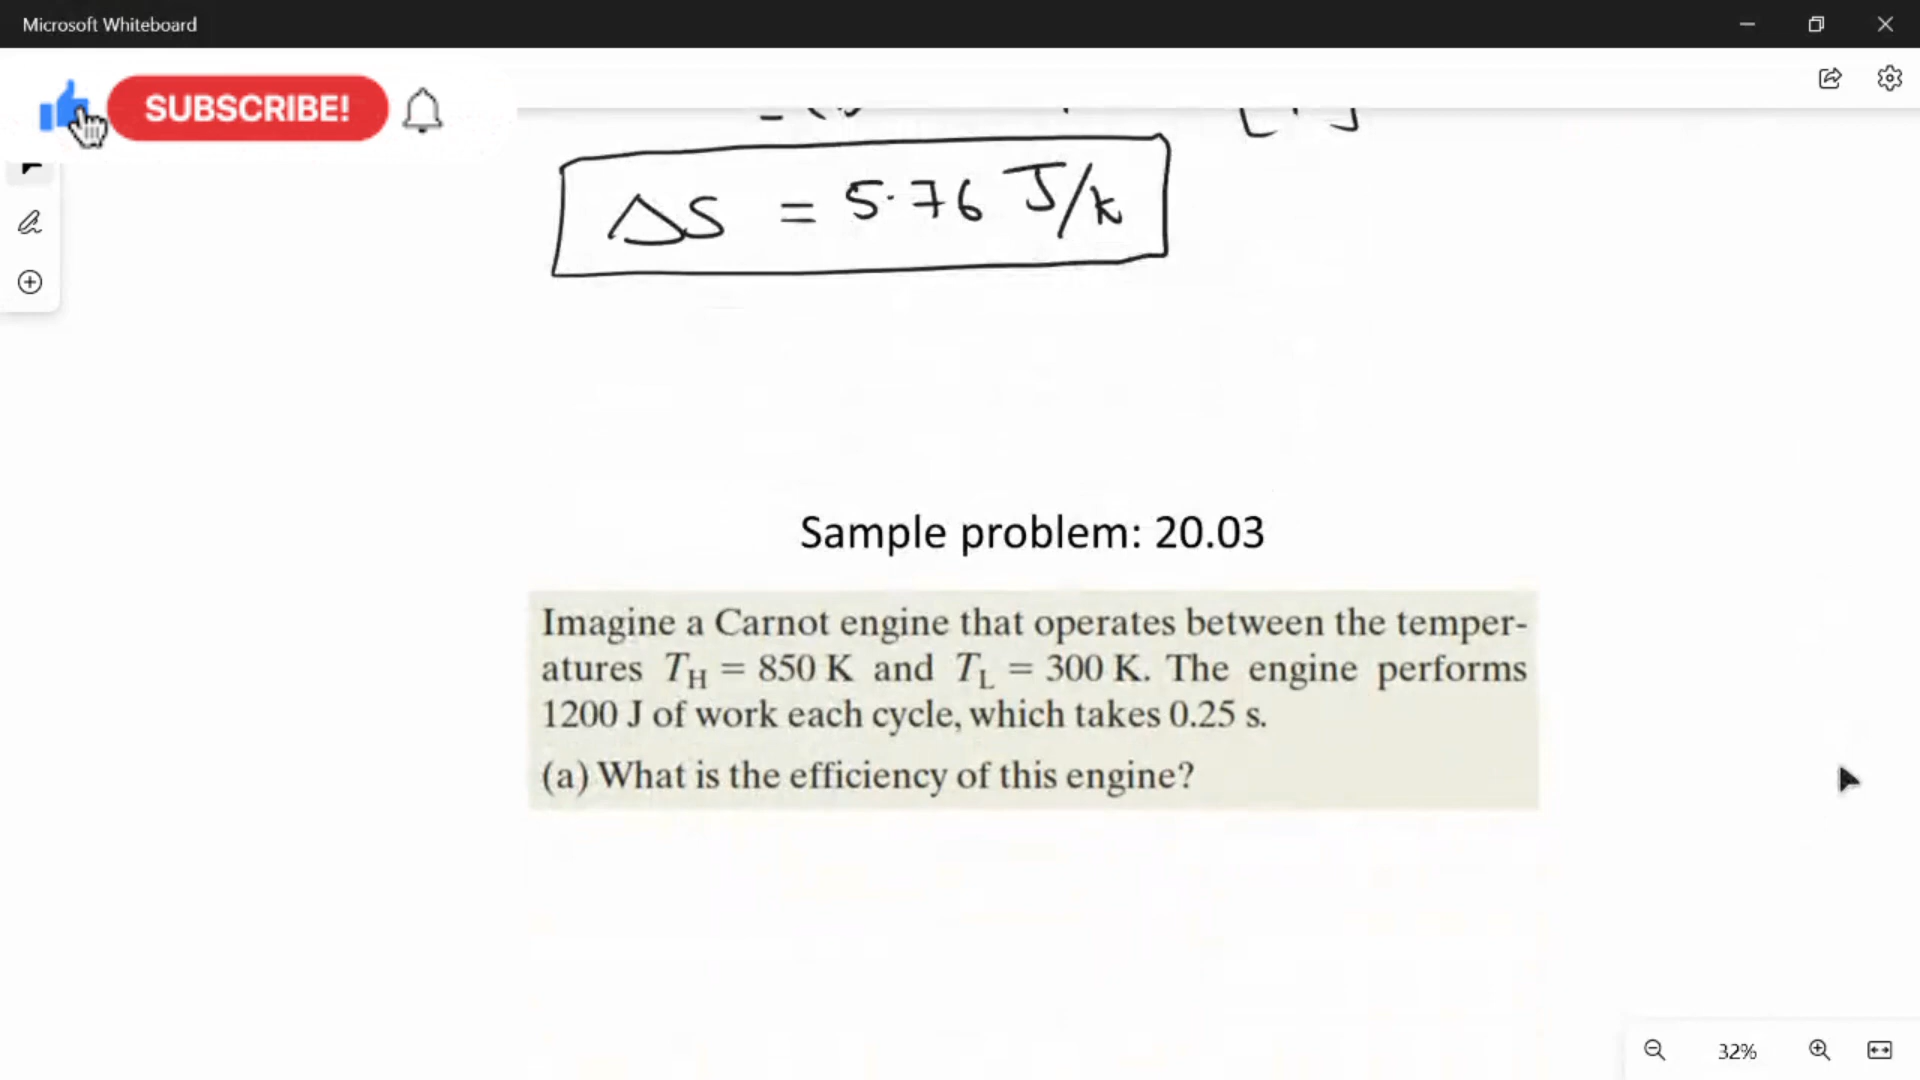 Microsoft Whiteboard
SUBSCRIBE!
ΔS = 5.76 J/k
Sample problem: 20.03
Imagine a Carnot engine that operates between the temper-
atures T_H = 850 K and T_L = 300 K. The engine performs
1200 J of work each cycle, which takes 0.25 s.
(a) What is the efficiency of this engine?
32%